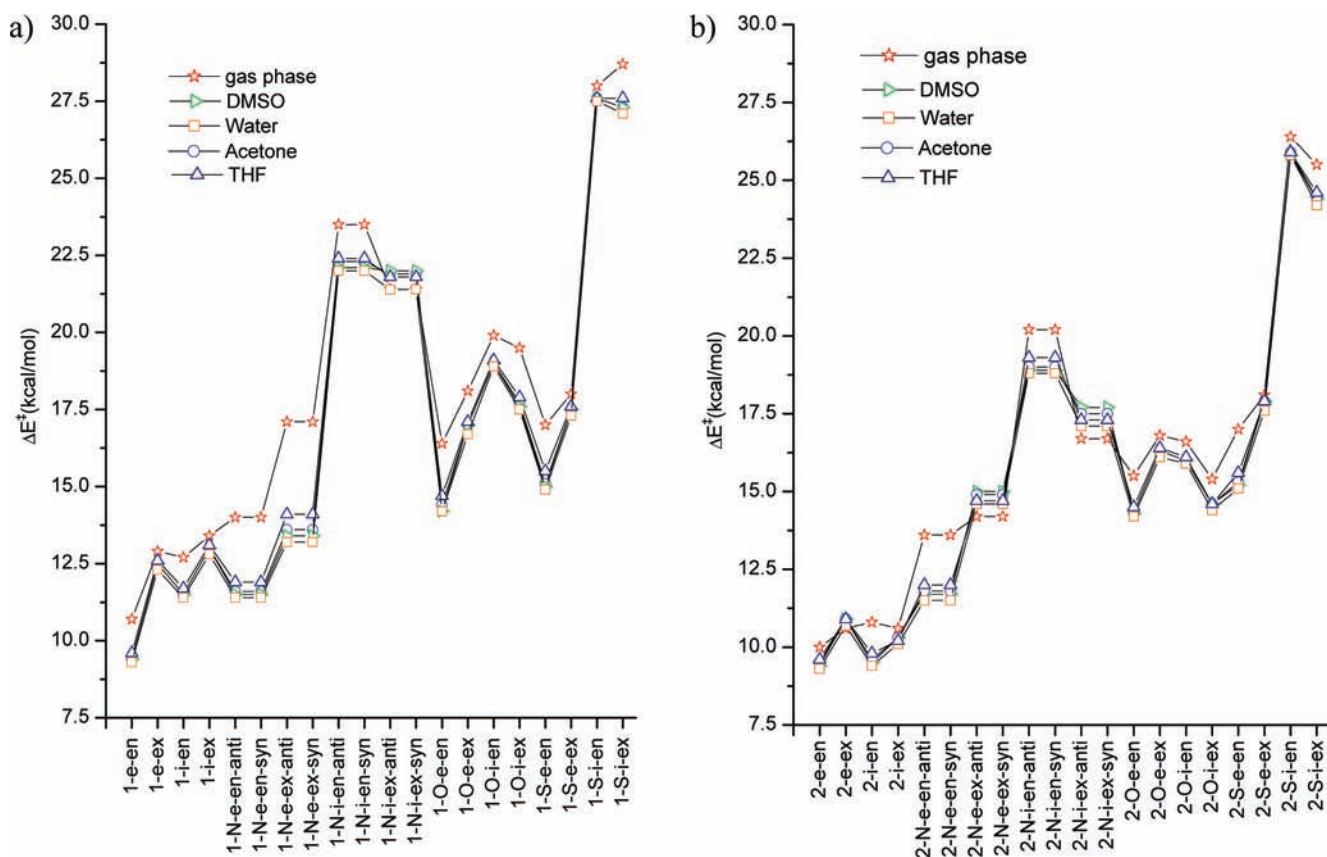 a)
30.0
27.5
25.0
22.5
20.0
17.5
15.0
12.5
10.0
7.5
ΔE‡(kcal/mol)
gas phase
DMSO
Water
Acetone
THF
1-e-en
1-e-ex
1-i-en
1-i-ex
1-N-e-en-anti
1-N-e-en-syn
1-N-e-ex-anti
1-N-e-ex-syn
1-N-i-en-anti
1-N-i-en-syn
1-N-i-ex-anti
1-N-i-ex-syn
1-O-e-en
1-O-e-ex
1-O-i-en
1-O-i-ex
1-S-e-en
1-S-e-ex
1-S-i-en
1-S-i-ex
b)
30.0
27.5
25.0
22.5
20.0
17.5
15.0
12.5
10.0
7.5
ΔE‡(kcal/mol)
gas phase
DMSO
Water
Acetone
THF
2-e-en
2-e-ex
2-i-en
2-i-ex
2-N-e-en-anti
2-N-e-en-syn
2-N-e-ex-anti
2-N-e-ex-syn
2-N-i-en-anti
2-N-i-en-syn
2-N-i-ex-anti
2-N-i-ex-syn
2-O-e-en
2-O-e-ex
2-O-i-en
2-O-i-ex
2-S-e-en
2-S-e-ex
2-S-i-en
2-S-i-ex